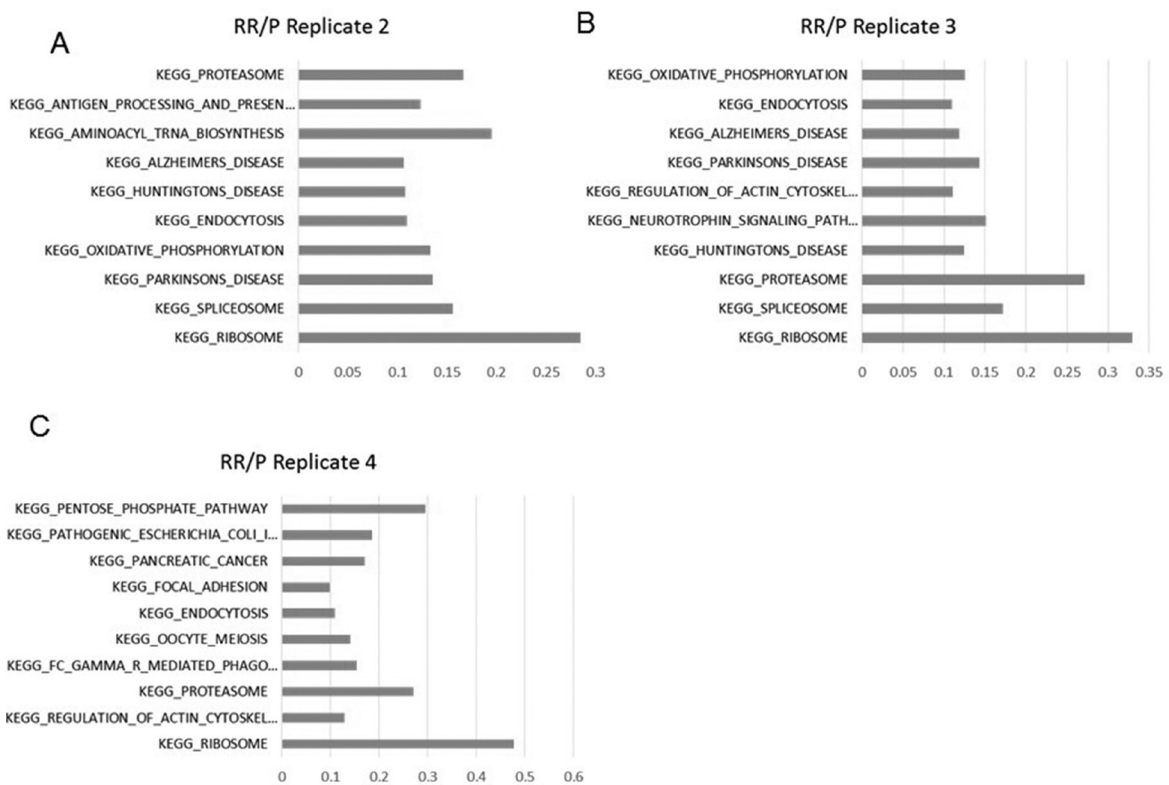 A
RR/P Replicate 2
KEGG_PROTEASOME
KEGG_ANTIGEN_PROCESSING_AND_PRESEN...
KEGG_AMINOACYL_TRNA_BIOSYNTHESIS
KEGG_ALZHEIMERS_DISEASE
KEGG_HUNTINGTONS_DISEASE
KEGG_ENDOCYTOSIS
KEGG_OXIDATIVE_PHOSPHORYLATION
KEGG_PARKINSONS_DISEASE
KEGG_SPLICEOSOME
KEGG_RIBOSOME
0 0.05 0.1 0.15 0.2 0.25 0.3
B
RR/P Replicate 3
KEGG_OXIDATIVE_PHOSPHORYLATION
KEGG_ENDOCYTOSIS
KEGG_ALZHEIMERS_DISEASE
KEGG_PARKINSONS_DISEASE
KEGG_REGULATION_OF_ACTIN_CYTOSKEL...
KEGG_NEUROTROPHIN_SIGNALING_PATH...
KEGG_HUNTINGTONS_DISEASE
KEGG_PROTEASOME
KEGG_SPLICEOSOME
KEGG_RIBOSOME
0 0.05 0.1 0.15 0.2 0.25 0.3 0.35
C
RR/P Replicate 4
KEGG_PENTOSE_PHOSPHATE_PATHWAY
KEGG_PATHOGENIC_ESCHERICHIA_COLI_I...
KEGG_PANCREATIC_CANCER
KEGG_FOCAL_ADHESION
KEGG_ENDOCYTOSIS
KEGG_OOCYTE_MEIOSIS
KEGG_FC_GAMMA_R_MEDIATED_PHAGO...
KEGG_PROTEASOME
KEGG_REGULATION_OF_ACTIN_CYTOSKEL...
KEGG_RIBOSOME
0 0.1 0.2 0.3 0.4 0.5 0.6